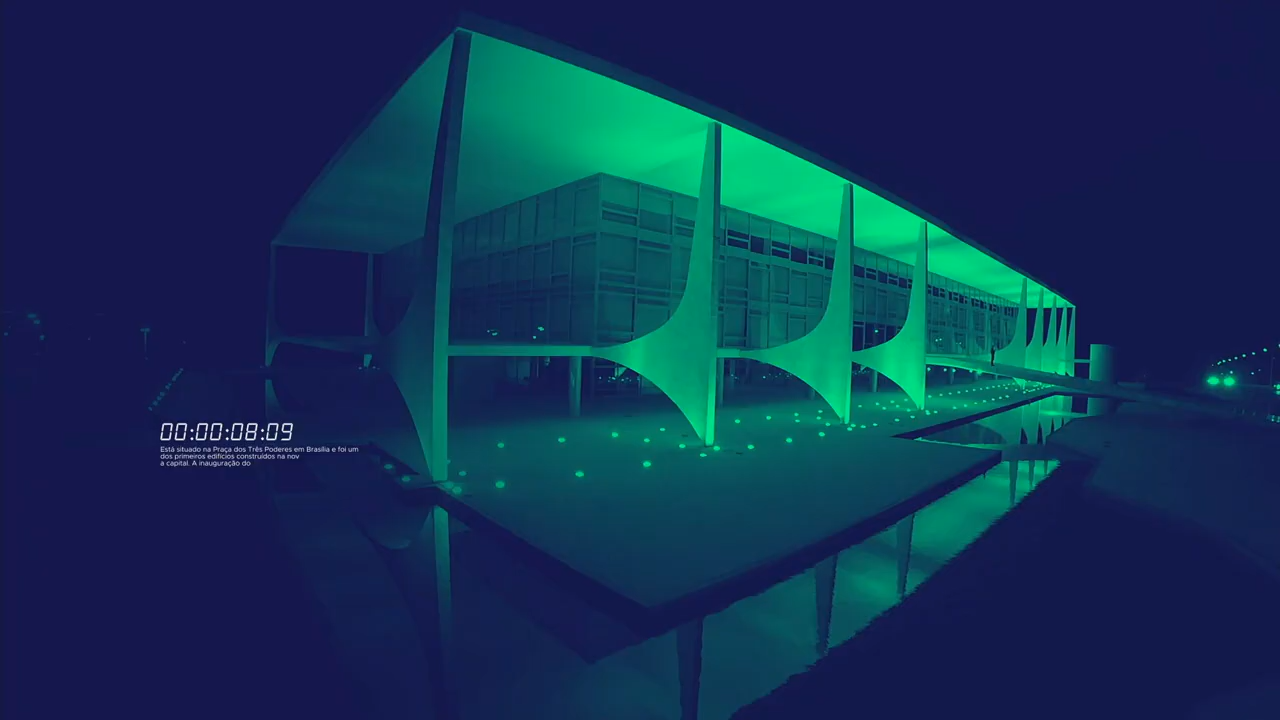 00:00:08:09
Está situado na Praça dos Três Poderes em Brasília e foi um
dos primeiros edifícios construídos na nov
a capital. A inauguração do